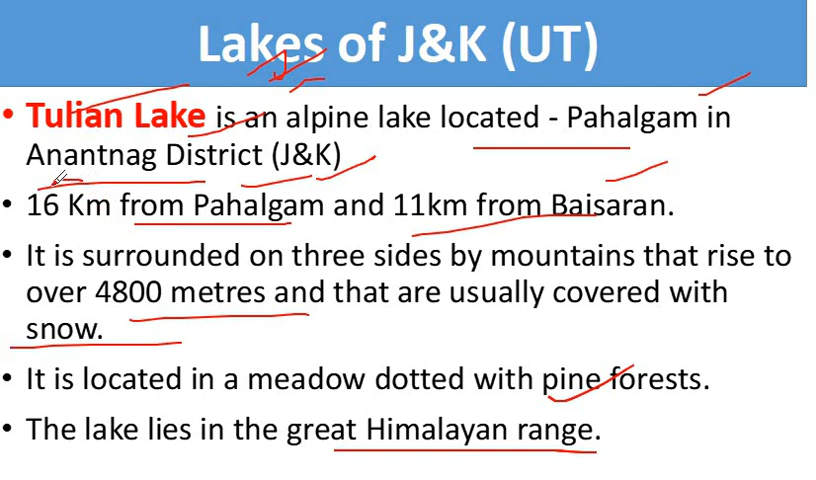 Lakes of J&K (UT)
• Tulian Lake is an alpine lake located - Pahalgam in
Anantnag District (J&K)
• 16 Km from Pahalgam and 11km from Baisaran.
• It is surrounded on three sides by mountains that rise to
over 4800 metres and that are usually covered with
snow.
• It is located in a meadow dotted with pine forests.
• The lake lies in the great Himalayan range.